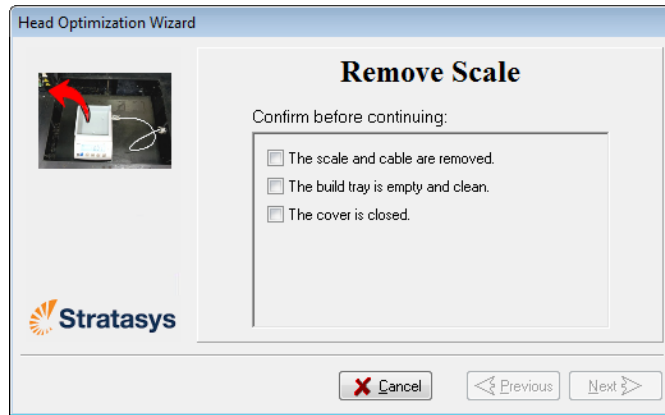 Head Optimization Wizard
Remove Scale
Confirm before continuing:
The scale and cable are removed.
The build tray is empty and clean.
The cover is closed.
Stratasys
Cancel
Previous
Next